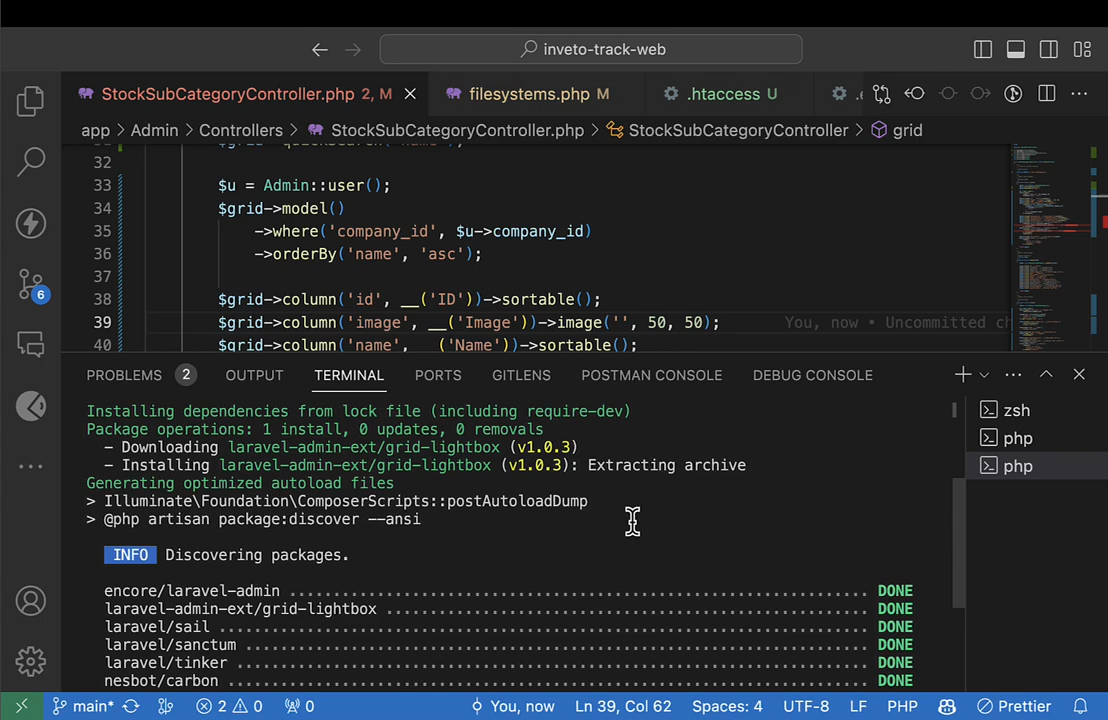 inveto-track-web
StockSubCategoryController.php 2, M
filesystems.php M
.htaccess U
app > Admin > Controllers > StockSubCategoryController.php > StockSubCategoryController > grid
32
33 $u = Admin::user();
34 $grid->model()
35 ->where('company_id', $u->company_id)
36 ->orderBy('name', 'asc');
37
38 $grid->column('id', __('ID'))->sortable();
39 $grid->column('image', __('Image'))->image('', 50, 50); You, now • Uncommitted ch
40 $grid->column('name', __('Name'))->sortable();
PROBLEMS 2 OUTPUT TERMINAL PORTS GITLENS POSTMAN CONSOLE DEBUG CONSOLE
Installing dependencies from lock file (including require-dev)
Package operations: 1 install, 0 updates, 0 removals
- Downloading laravel-admin-ext/grid-lightbox (v1.0.3)
- Installing laravel-admin-ext/grid-lightbox (v1.0.3): Extracting archive
Generating optimized autoload files
> Illuminate\Foundation\ComposerScripts::postAutoloadDump
> @php artisan package:discover --ansi
INFO Discovering packages.
encore/laravel-admin ................................................................ DONE
laravel-admin-ext/grid-lightbox ..................................................... DONE
laravel/sail ........................................................................ DONE
laravel/sanctum ..................................................................... DONE
laravel/tinker ...................................................................... DONE
nesbot/carbon ....................................................................... DONE
zsh
php
php
6
main* 2 0 0 You, now Ln 39, Col 62 Spaces: 4 UTF-8 LF PHP Prettier